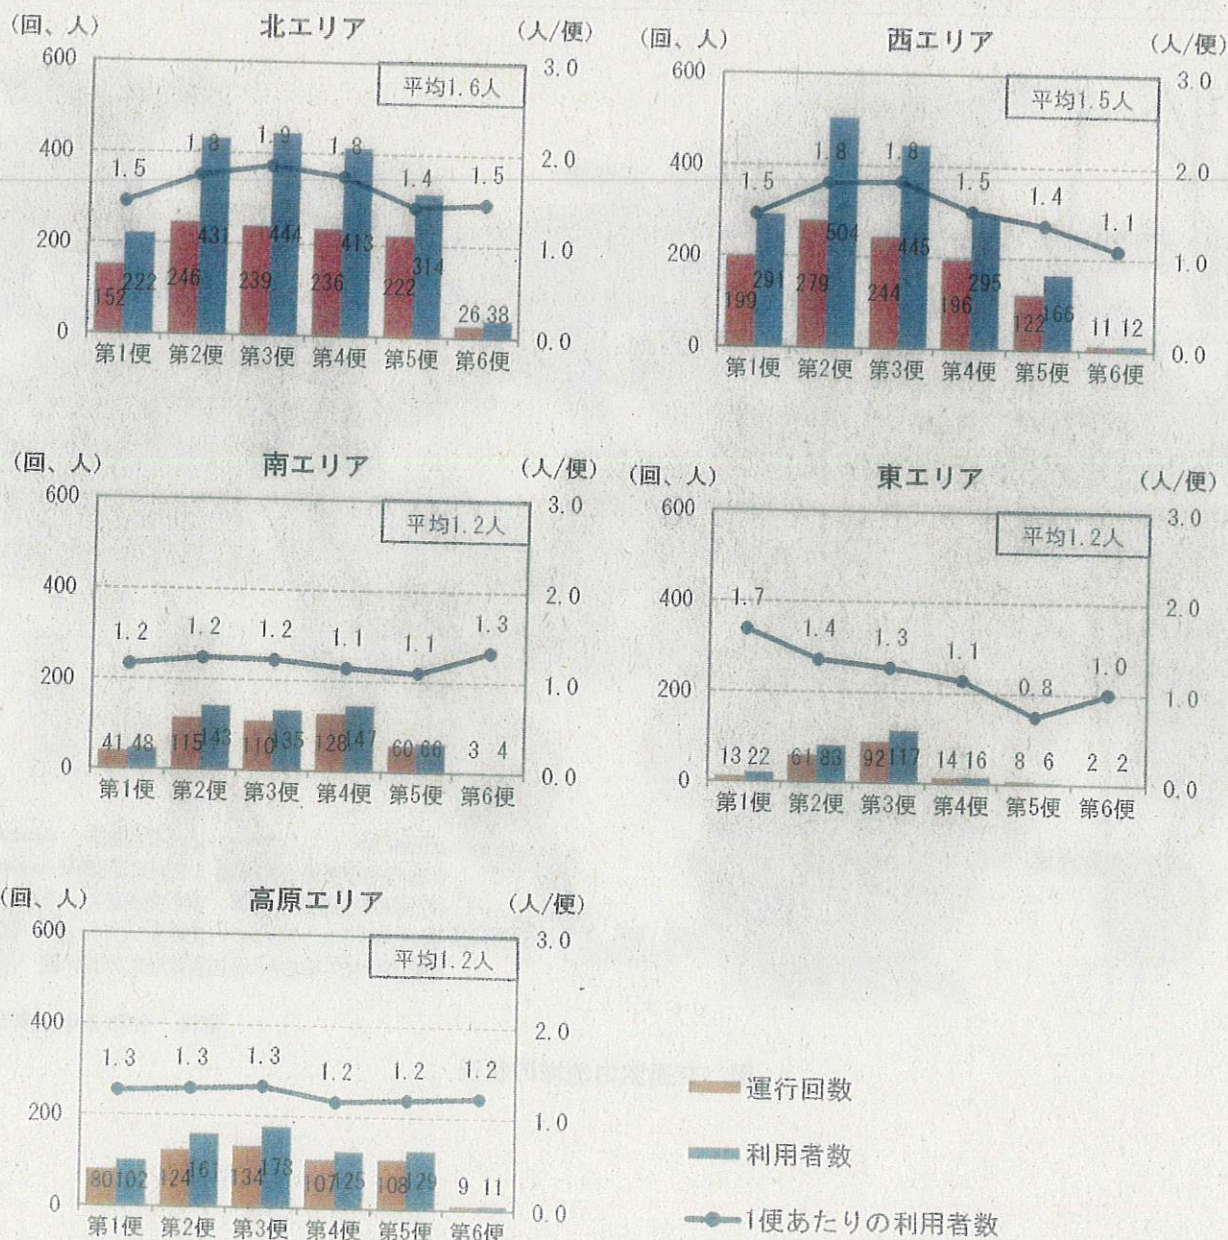 (回、人) 北エリア (人/便)
平均1.6人
600
400
200
0
3.0
2.0
1.0
0.0
1.5 1.8 1.9 1.8 1.4 1.5
152 222 246 431 239 444 236 413 222 314 26 38
第1便 第2便 第3便 第4便 第5便 第6便
(回、人) 西エリア (人/便)
平均1.5人
600
400
200
0
3.0
2.0
1.0
0.0
1.5 1.8 1.8 1.5 1.4 1.1
199 291 279 504 244 445 196 295 122 166 11 12
第1便 第2便 第3便 第4便 第5便 第6便
(回、人) 南エリア (人/便)
平均1.2人
600
400
200
0
3.0
2.0
1.0
0.0
1.2 1.2 1.2 1.1 1.1 1.3
41 48 115 143 110 135 128 147 60 66 3 4
第1便 第2便 第3便 第4便 第5便 第6便
(回、人) 東エリア (人/便)
平均1.2人
600
400
200
0
3.0
2.0
1.0
0.0
1.7 1.4 1.3 1.1 0.8 1.0
13 22 61 83 92 117 14 16 8 6 2 2
第1便 第2便 第3便 第4便 第5便 第6便
(回、人) 高原エリア (人/便)
平均1.2人
600
400
200
0
3.0
2.0
1.0
0.0
1.3 1.3 1.3 1.2 1.2 1.2
80 102 124 161 134 173 107 125 108 129 9 11
第1便 第2便 第3便 第4便 第5便 第6便
運行回数
利用者数
1便あたりの利用者数